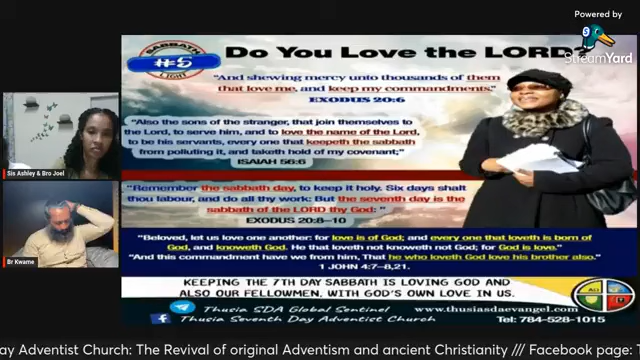 Powered by
StreamYard
SABBATH
#5
LIGHT
Do You Love the LORD?
"And shewing mercy unto thousands of them
that love me, and keep my commandments."
EXODUS 20:6
"Also the sons of the stranger, that join themselves to
the Lord, to serve him, and to love the name of the Lord,
to be his servants, every one that keepeth the sabbath
from polluting it, and taketh hold of my covenant;"
ISAIAH 56:6
Sis Ashley & Bro Joel
"Remember the sabbath day, to keep it holy. Six days shalt
thou labour, and do all thy work: But the seventh day is the
sabbath of the LORD thy God: "
EXODUS 20:8-10
"Beloved, let us love one another: for love is of God; and every one that loveth is born of
God, and knoweth God. He that loveth not knoweth not God; for God is love."
"And this commandment have we from him, That he who loveth God love his brother also."
1 JOHN 4:7-8,21.
Br Kwame
KEEPING THE 7TH DAY SABBATH IS LOVING GOD AND
ALSO OUR FELLOWMEN, WITH GOD'S OWN LOVE IN US.
Thusia SDA Global Sentinel
www.thusiasdaevangel.com
Thusia Seventh Day Adventist Church
Tel: 784-528-1015
ay Adventist Church: The Revival of original Adventism and ancient Christianity /// Facebook page: T